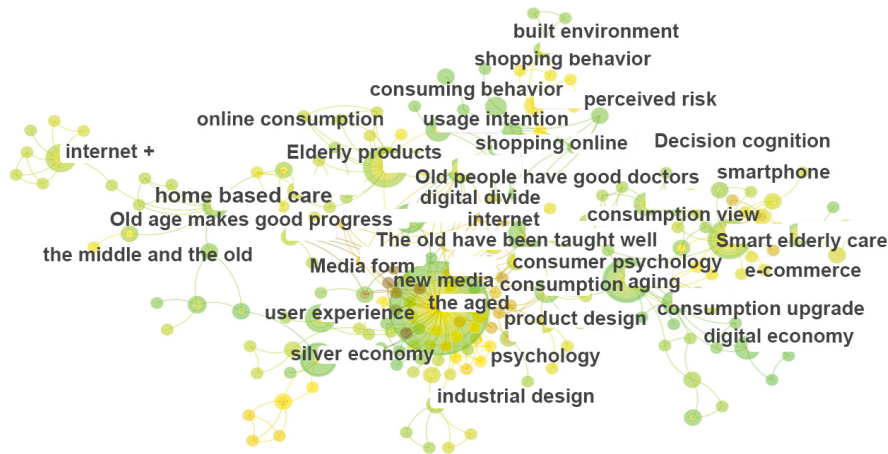 built environment
shopping behavior
consuming behavior
perceived risk
online consumption
usage intention
shopping online
Decision cognition
internet +
Elderly products
Old people have good doctors
smartphone
home based care
digital divide
Old age makes good progress
internet
consumption view
The old have been taught well
Smart elderly care
the middle and the old
Media form
consumer psychology
e-commerce
new media
consumption
aging
the aged
user experience
product design
consumption upgrade
digital economy
silver economy
psychology
industrial design